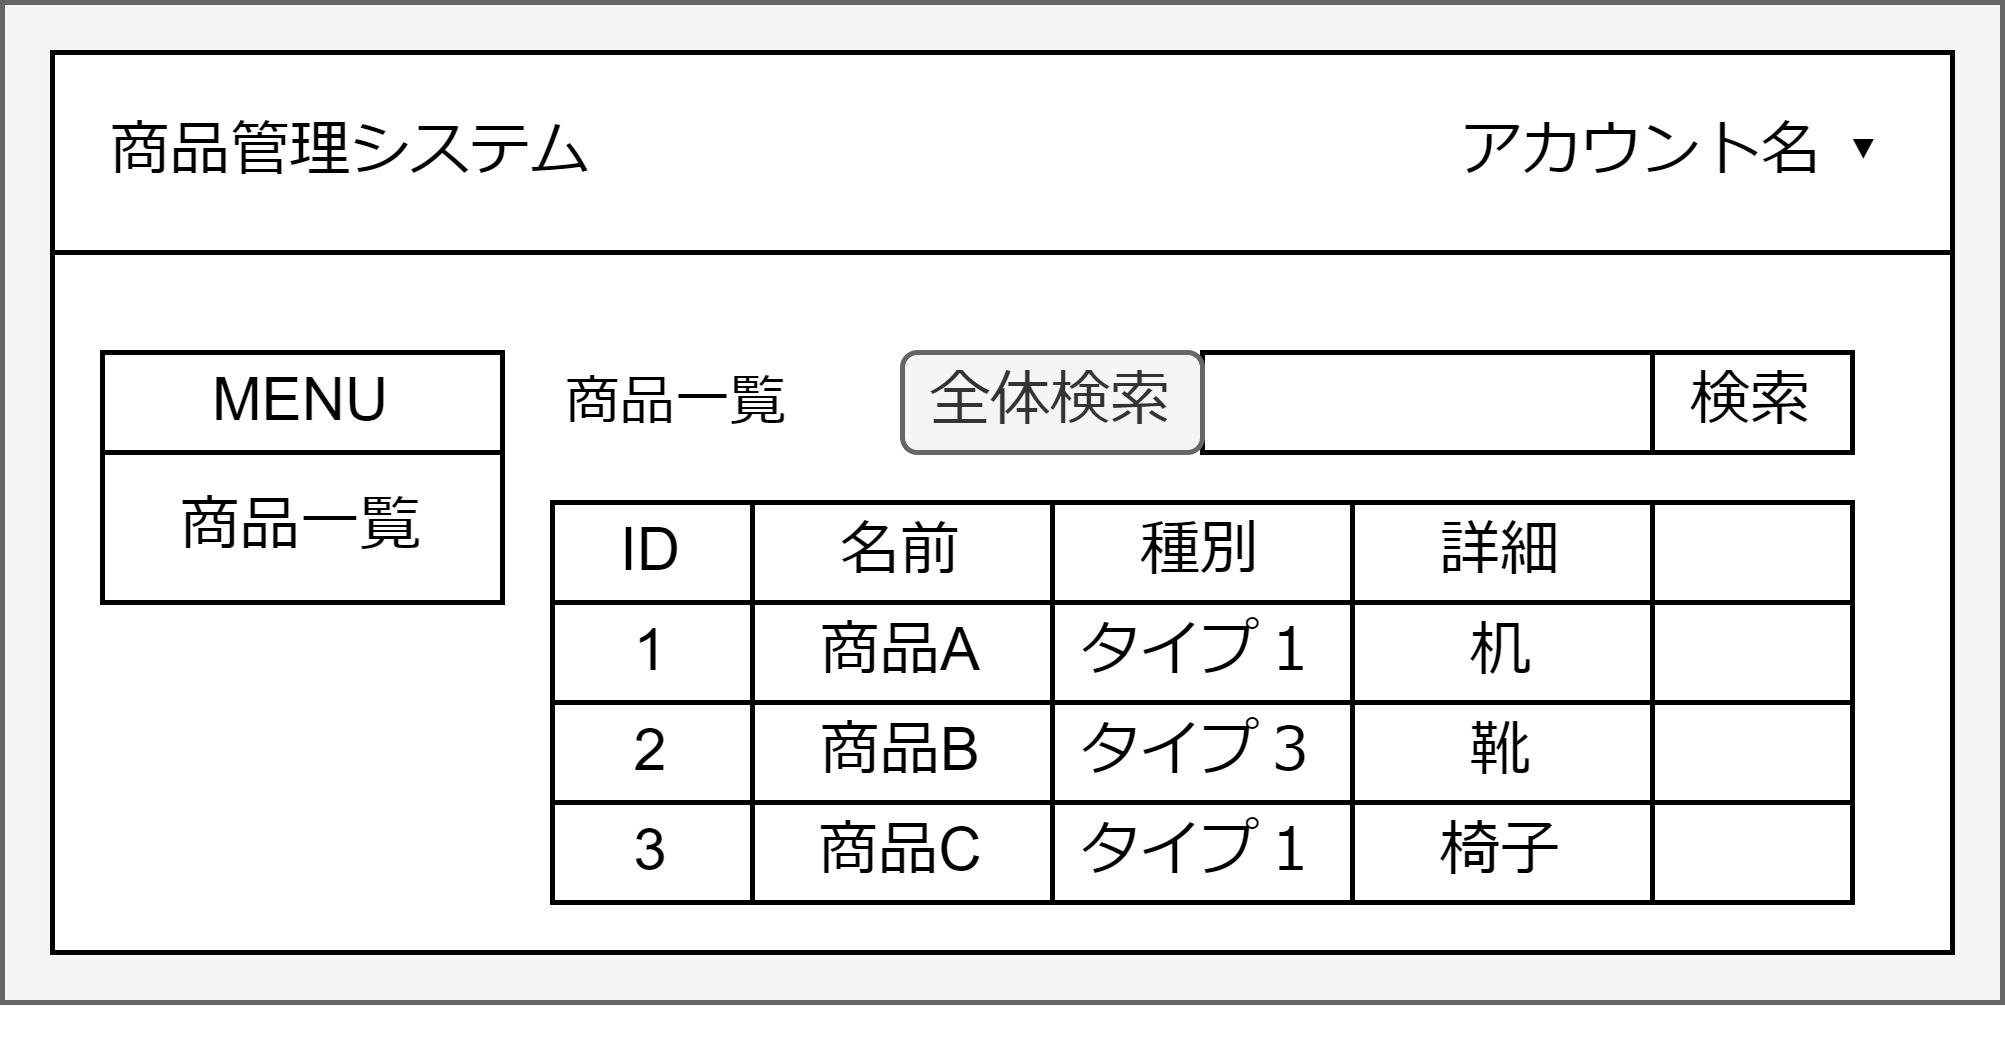 商品管理システム
アカウント名 ▼
MENU
商品一覧
商品一覧
全体検索
検索
ID 名前 種別 詳細
1 商品A タイプ１ 机
2 商品B タイプ３ 靴
3 商品C タイプ１ 椅子